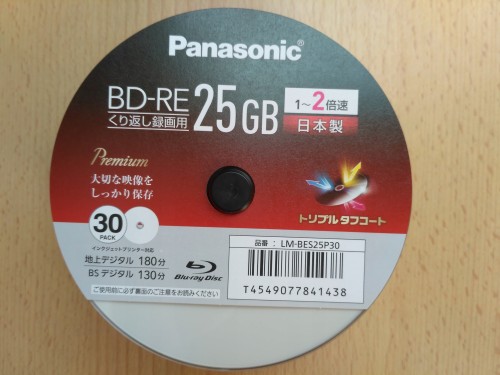 Panasonic
BD-RE
くり返し録画用
25GB
1～2倍速
日本製
Premium
大切な映像を
しっかり保存
30
PACK
インクジェットプリンター対応
トリプル タフコート
地上デジタル 180分
BSデジタル 130分
Blu-ray Disc
ご使用前に必ず裏面のご注意をお読みください
品番 : LM-BES25P30
T4549077841438